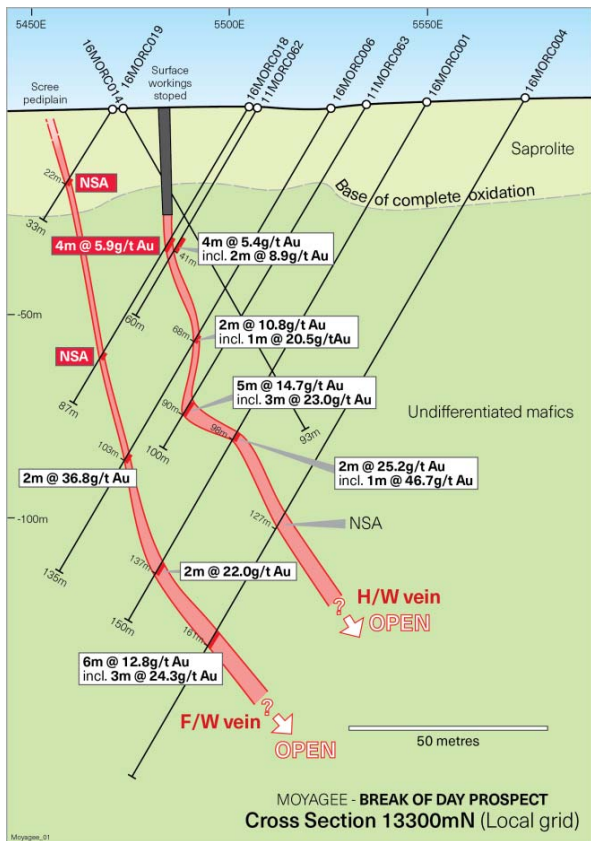 5450E
5500E
5550E
16MORC014
16MORC019
16MORC018
11MORC062
16MORC006
11MORC063
16MORC001
16MORC004
Scree
pediplain
Surface
workings
stoped
Saprolite
Base of complete oxidation
22m
NSA
33m
4m @ 5.9g/t Au
4m @ 5.4g/t Au
incl. 2m @ 8.9g/t Au
41m
-50m
60m
68m
2m @ 10.8g/t Au
incl. 1m @ 20.5g/tAu
NSA
87m
5m @ 14.7g/t Au
incl. 3m @ 23.0g/t Au
Undifferentiated mafics
90m
93m
98m
100m
103m
2m @ 36.8g/t Au
2m @ 25.2g/t Au
incl. 1m @ 46.7g/t Au
-100m
127m
NSA
135m
137m
2m @ 22.0g/t Au
H/W vein
?
OPEN
150m
161m
6m @ 12.8g/t Au
incl. 3m @ 24.3g/t Au
F/W vein
?
OPEN
50 metres
MOYAGEE - BREAK OF DAY PROSPECT
Cross Section 13300mN (Local grid)
Moyagee_01